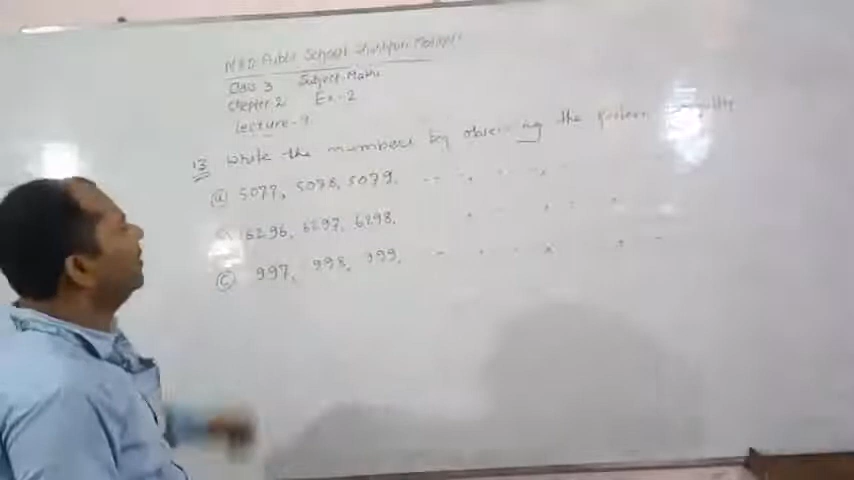 Public School
Class 3 Subject-Maths
Chapter 2 Ex-2
Lecture-
13 Write the numbers by observing the pattern
(a) 5077, 5078, 5079,
6296, 6297, 6298,
(c) 997, 998, 999,